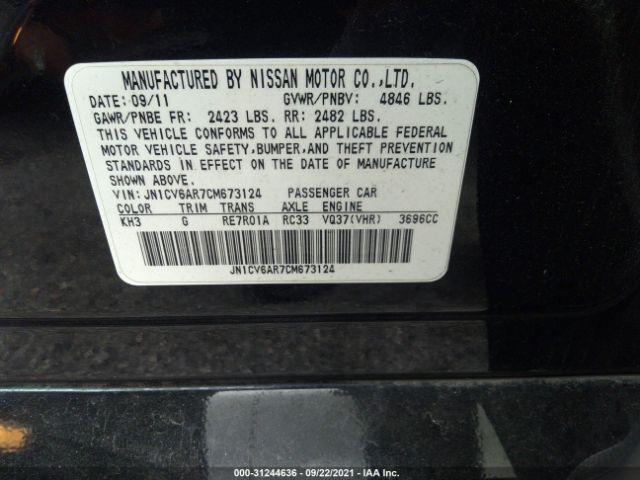 MANUFACTURED BY NISSAN MOTOR CO.,LTD.
DATE: 09/11 GVWR/PNBV: 4846 LBS.
GAWR/PNBE FR: 2423 LBS. RR: 2482 LBS.
THIS VEHICLE CONFORMS TO ALL APPLICABLE FEDERAL
MOTOR VEHICLE SAFETY,BUMPER,AND THEFT PREVENTION
STANDARDS IN EFFECT ON THE DATE OF MANUFACTURE
SHOWN ABOVE.
VIN: JN1CV6AR7CM673124 PASSENGER CAR
COLOR TRIM TRANS AXLE ENGINE
KH3 G RE7R01A RC33 VQ37(VHR) 3696CC
JN1CV6AR7CM673124
000-31244636 - 09/22/2021 - IAA Inc.